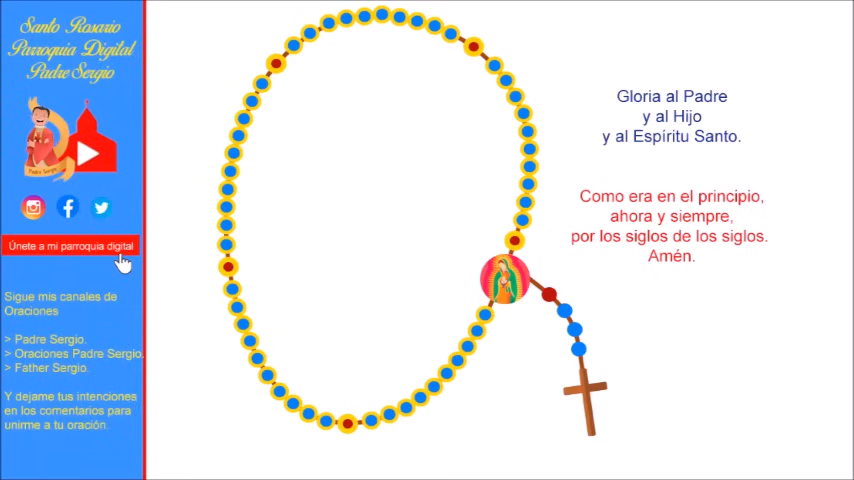 Santo Rosario
Parroquia Digital
Padre Sergio
Padre Sergio
Únete a mi parroquia digital
Sigue mis canales de
Oraciones
> Padre Sergio.
> Oraciones Padre Sergio.
> Father Sergio.
Y dejame tus intenciones
en los comentarios para
unirme a tu oración.
Gloria al Padre
y al Hijo
y al Espíritu Santo.
Como era en el principio,
ahora y siempre,
por los siglos de los siglos.
Amén.